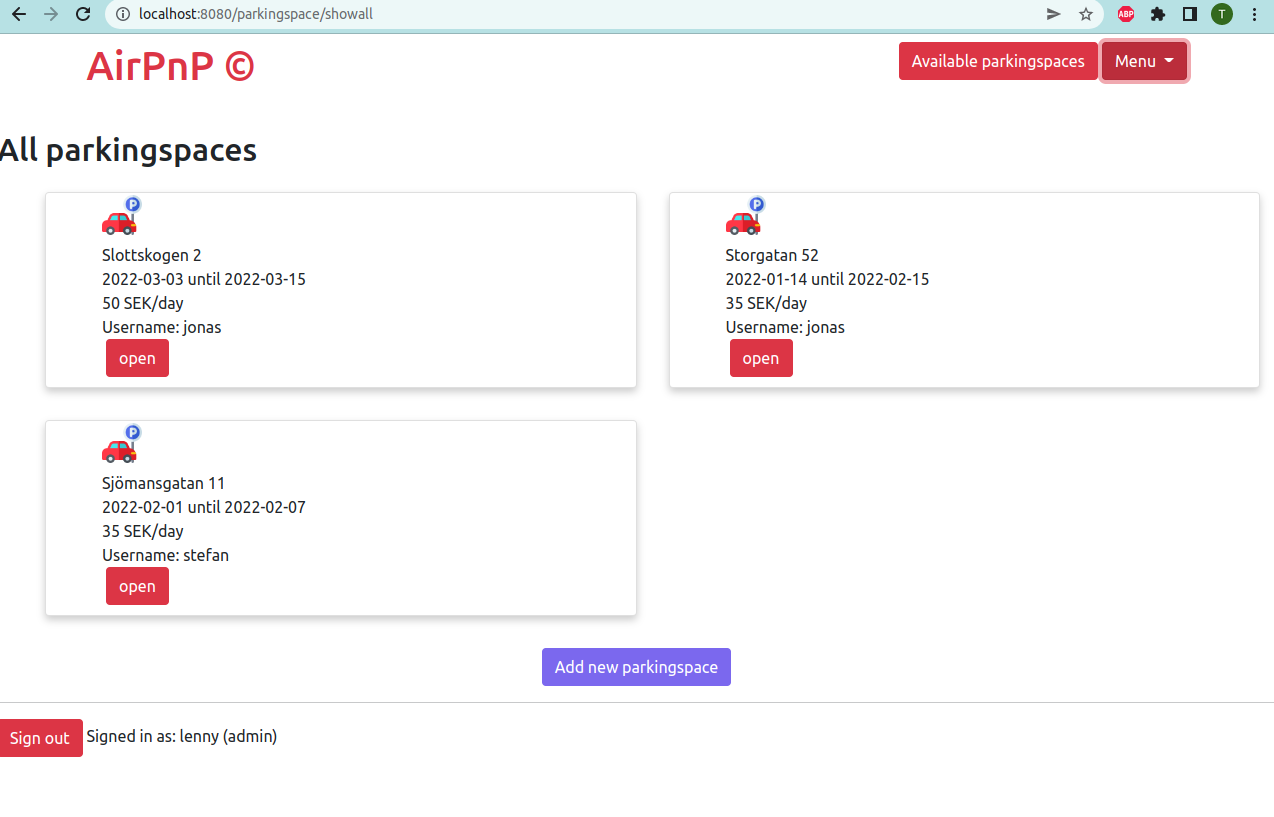 localhost:8080/parkingspace/showall
ABP
T
AirPnP ©
Available parkingspaces
Menu
All parkingspaces
P
Slottskogen 2
2022-03-03 until 2022-03-15
50 SEK/day
Username: jonas
open
P
Storgatan 52
2022-01-14 until 2022-02-15
35 SEK/day
Username: jonas
open
P
Sjömansgatan 11
2022-02-01 until 2022-02-07
35 SEK/day
Username: stefan
open
Add new parkingspace
Sign out Signed in as: lenny (admin)